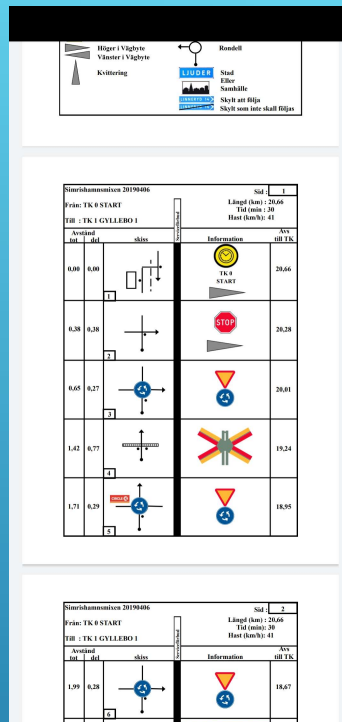 Höger i Vägbyte
Vänster i Vägbyte
Kvittering
Rondell
LJUDER
Stad
Eller
Samhälle
Skylt att följa
Skylt som inte skall följas
Simrishamnsmixen 20190406
Sid : 1
Från: TK 0 START
Till : TK 1 GYLLEBO 1
Längd (km) : 20,66
Tid (min : 30
Hast (km/h): 41
Avstånd
tot del skiss Serviceförbud Information Avs till TK
0,00 0,00 TK 0 START 20,66
1
0,38 0,38 STOP 20,28
2
0,65 0,27 20,01
3
1,42 0,77 19,24
4
1,71 0,29 CIRCLE K 18,95
5
Simrishamnsmixen 20190406
Sid : 2
Från: TK 0 START
Till : TK 1 GYLLEBO 1
Längd (km) : 20,66
Tid (min): 30
Hast (km/h): 41
Avstånd
tot del skiss Serviceförbud Information Avs till TK
1,99 0,28 18,67
6